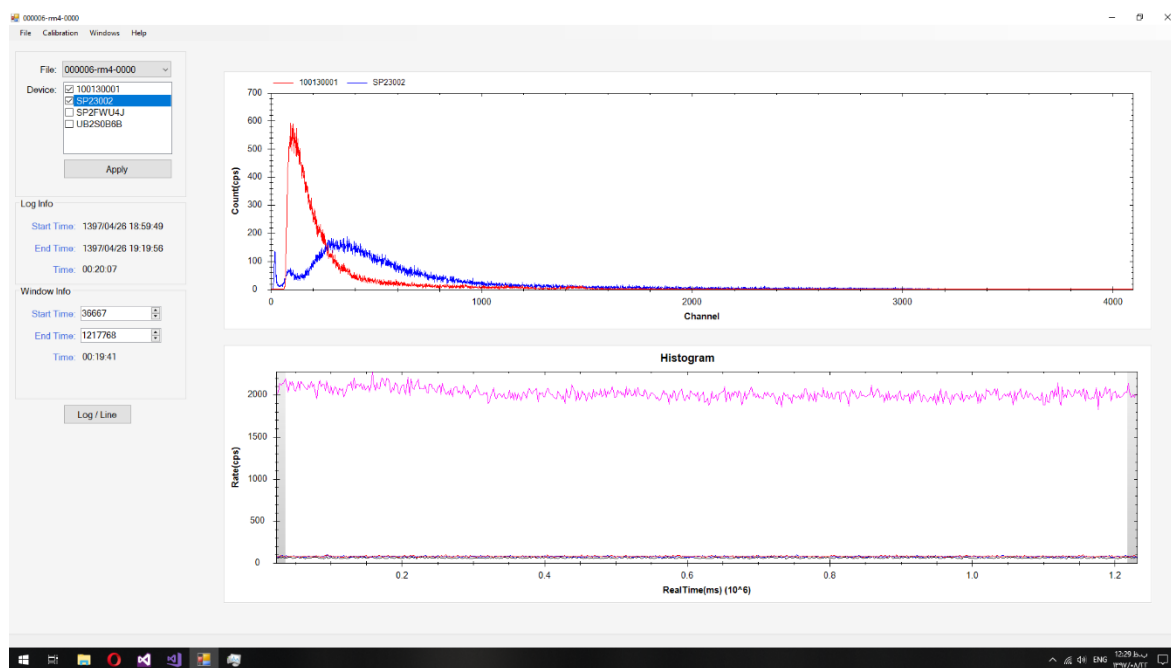 000006-rm4-0000
File Calibration Windows Help
File: 000006-rm4-0000
Device: 100130001
SP23002
SP2FWU4J
UB2S0B6B
Apply
Log Info
Start Time: 1397/04/26 18:59:49
End Time: 1397/04/26 19:19:56
Time: 00:20:07
Window Info
Start Time: 36667
End Time: 1217768
Time: 00:19:41
Log / Line
100130001 SP23002
700
600
500
400
300
200
100
0
Count(cps)
0 1000 2000 3000 4000
Channel
Histogram
2000
1500
1000
500
0
Rate(cps)
0.2 0.4 0.6 0.8 1.0 1.2
RealTime(ms) (10^6)
ENG
12:29 ب.ظ
۱۳۹۷/۰۸/۲۲